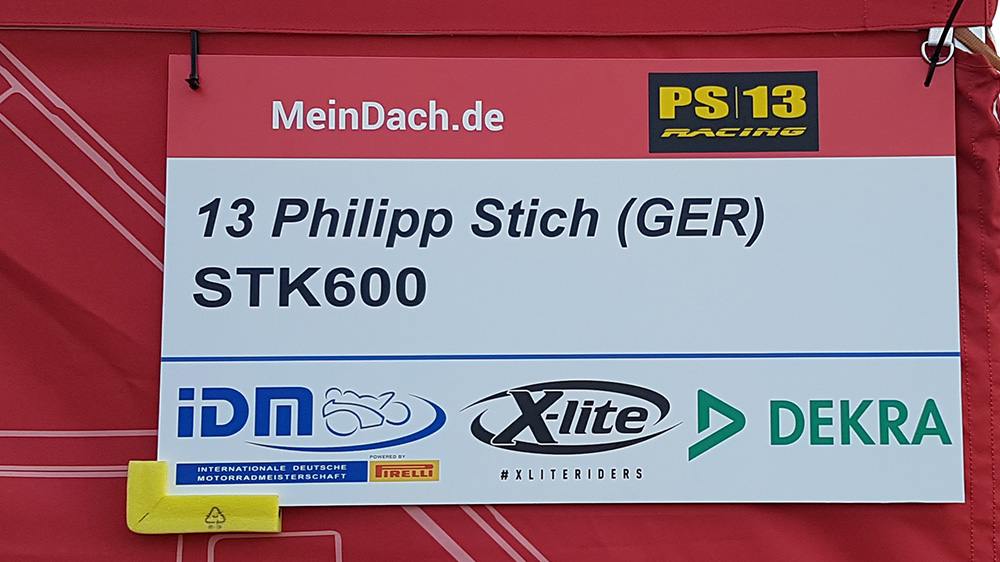 MeinDach.de
PS|13
RACING
13 Philipp Stich (GER)
STK600
iDM
INTERNATIONALE DEUTSCHE
MOTORRADMEISTERSCHAFT
POWERED BY
PIRELLI
X-lite
#XLITERIDERS
DEKRA